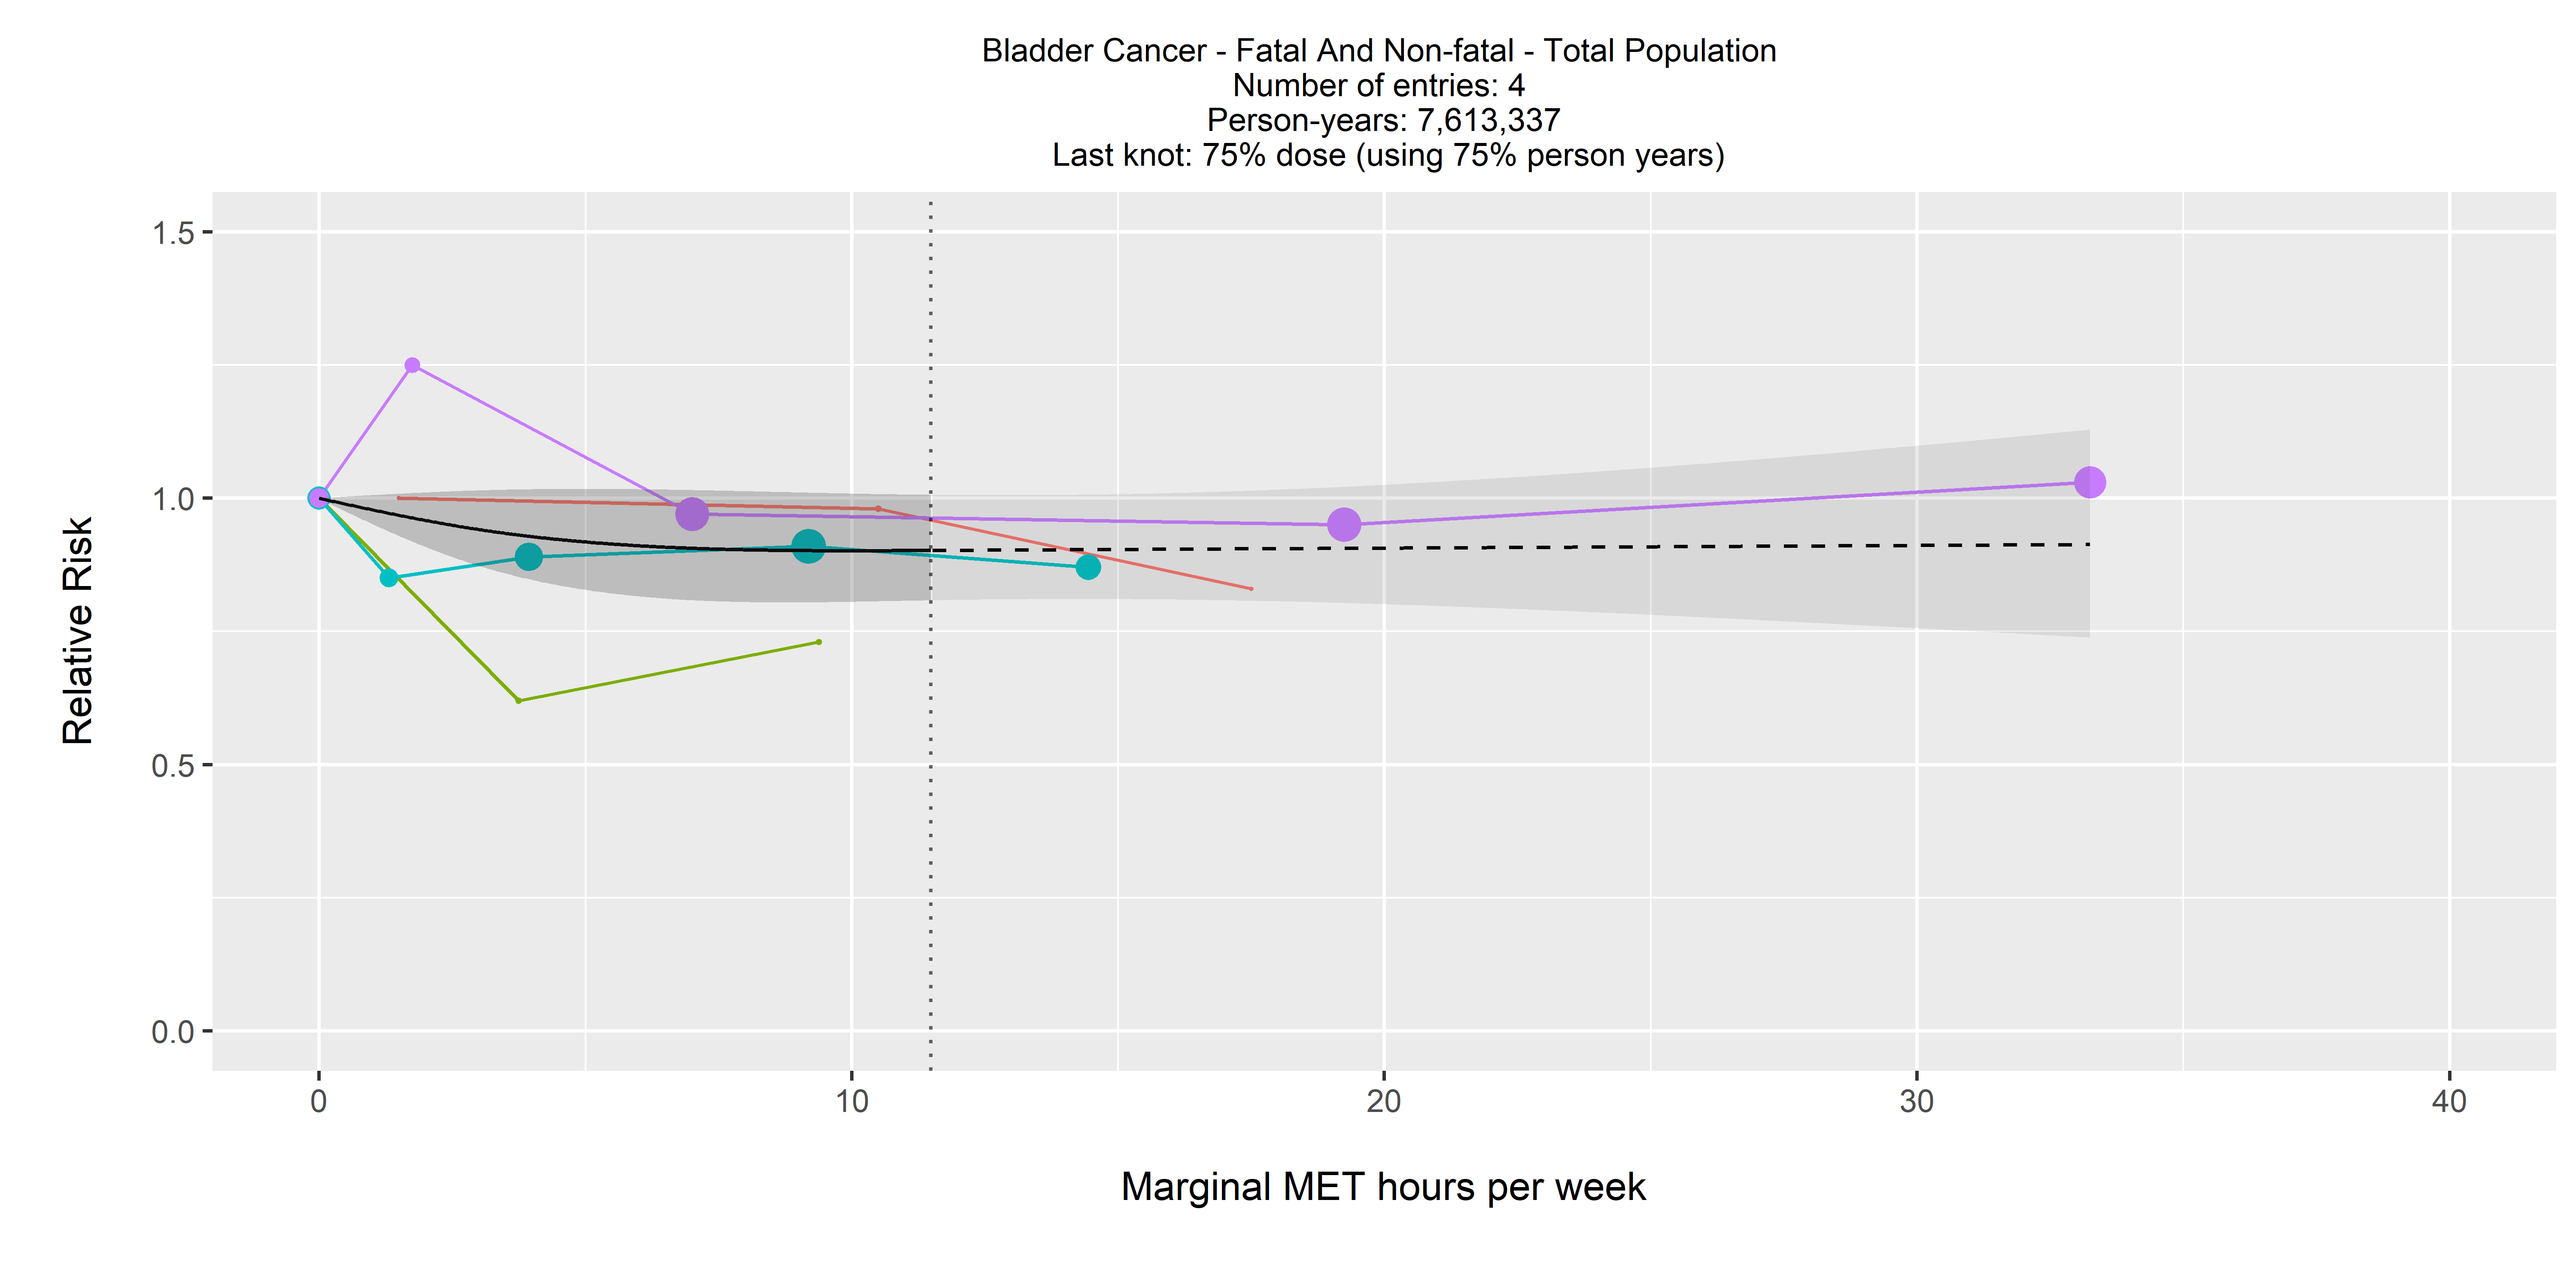 Bladder Cancer - Fatal And Non-fatal - Total Population
Number of entries: 4
Person-years: 7,613,337
Last knot: 75% dose (using 75% person years)
1.5
1.0
0.5
0.0
Relative Risk
0 10 20 30 40
Marginal MET hours per week